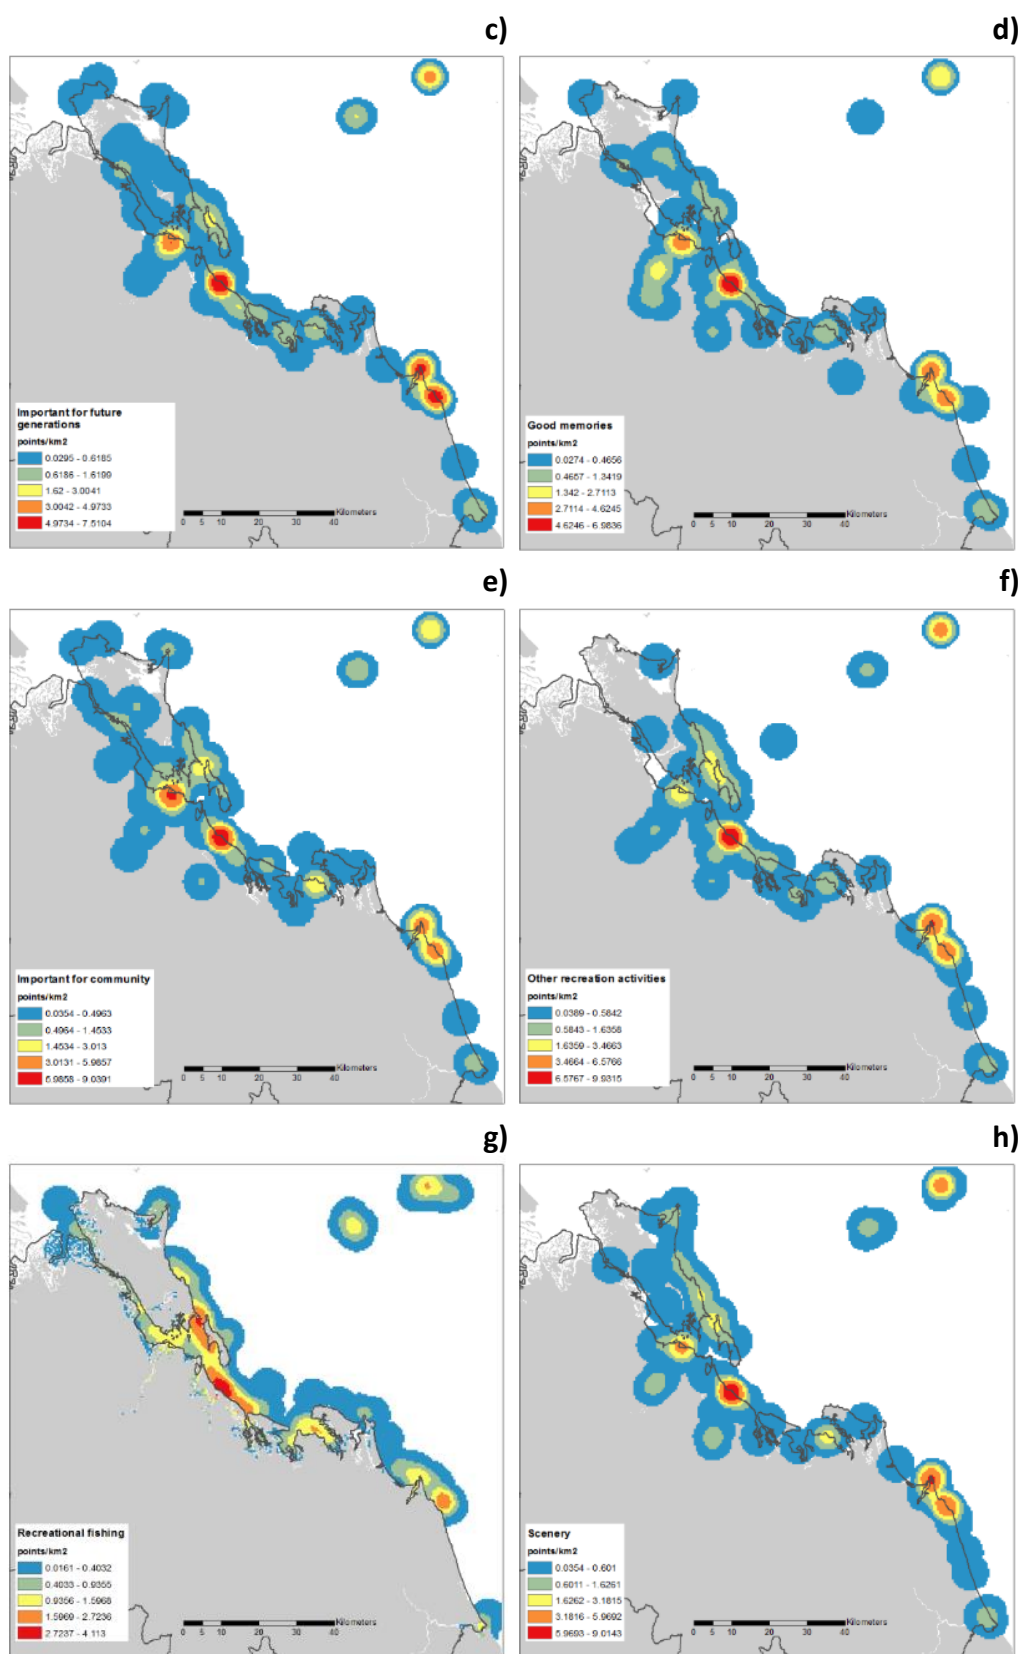 c)
d)
Important for future
generations
points/km2
0.0295 - 0.6185
0.6186 - 1.6199
1.62 - 3.0041
3.0042 - 4.9733
4.9734 - 7.5104
Kilometers
0 5 10 20 30 40
Good memories
points/km2
0.0274 - 0.4656
0.4657 - 1.3419
1.342 - 2.7113
2.7114 - 4.6245
4.6246 - 6.9836
Kilometers
0 5 10 20 30 40
e)
f)
Important for community
points/km2
0.0354 - 0.4963
0.4964 - 1.4533
1.4534 - 3.013
3.0131 - 5.9857
5.9858 - 9.0391
Kilometers
0 5 10 20 30 40
Other recreation activities
points/km2
0.0389 - 0.5842
0.5843 - 1.6358
1.6359 - 3.4663
3.4664 - 6.5766
6.5767 - 9.9315
Kilometers
0 5 10 20 30 40
g)
h)
Recreational fishing
points/km2
0.0161 - 0.4032
0.4033 - 0.9355
0.9356 - 1.5968
1.5969 - 2.7236
2.7237 - 4.113
Kilometers
0 5 10 20 30 40
Scenery
points/km2
0.0354 - 0.601
0.6011 - 1.6261
1.6262 - 3.1815
3.1816 - 5.9692
5.9693 - 9.0143
Kilometers
0 5 10 20 30 40